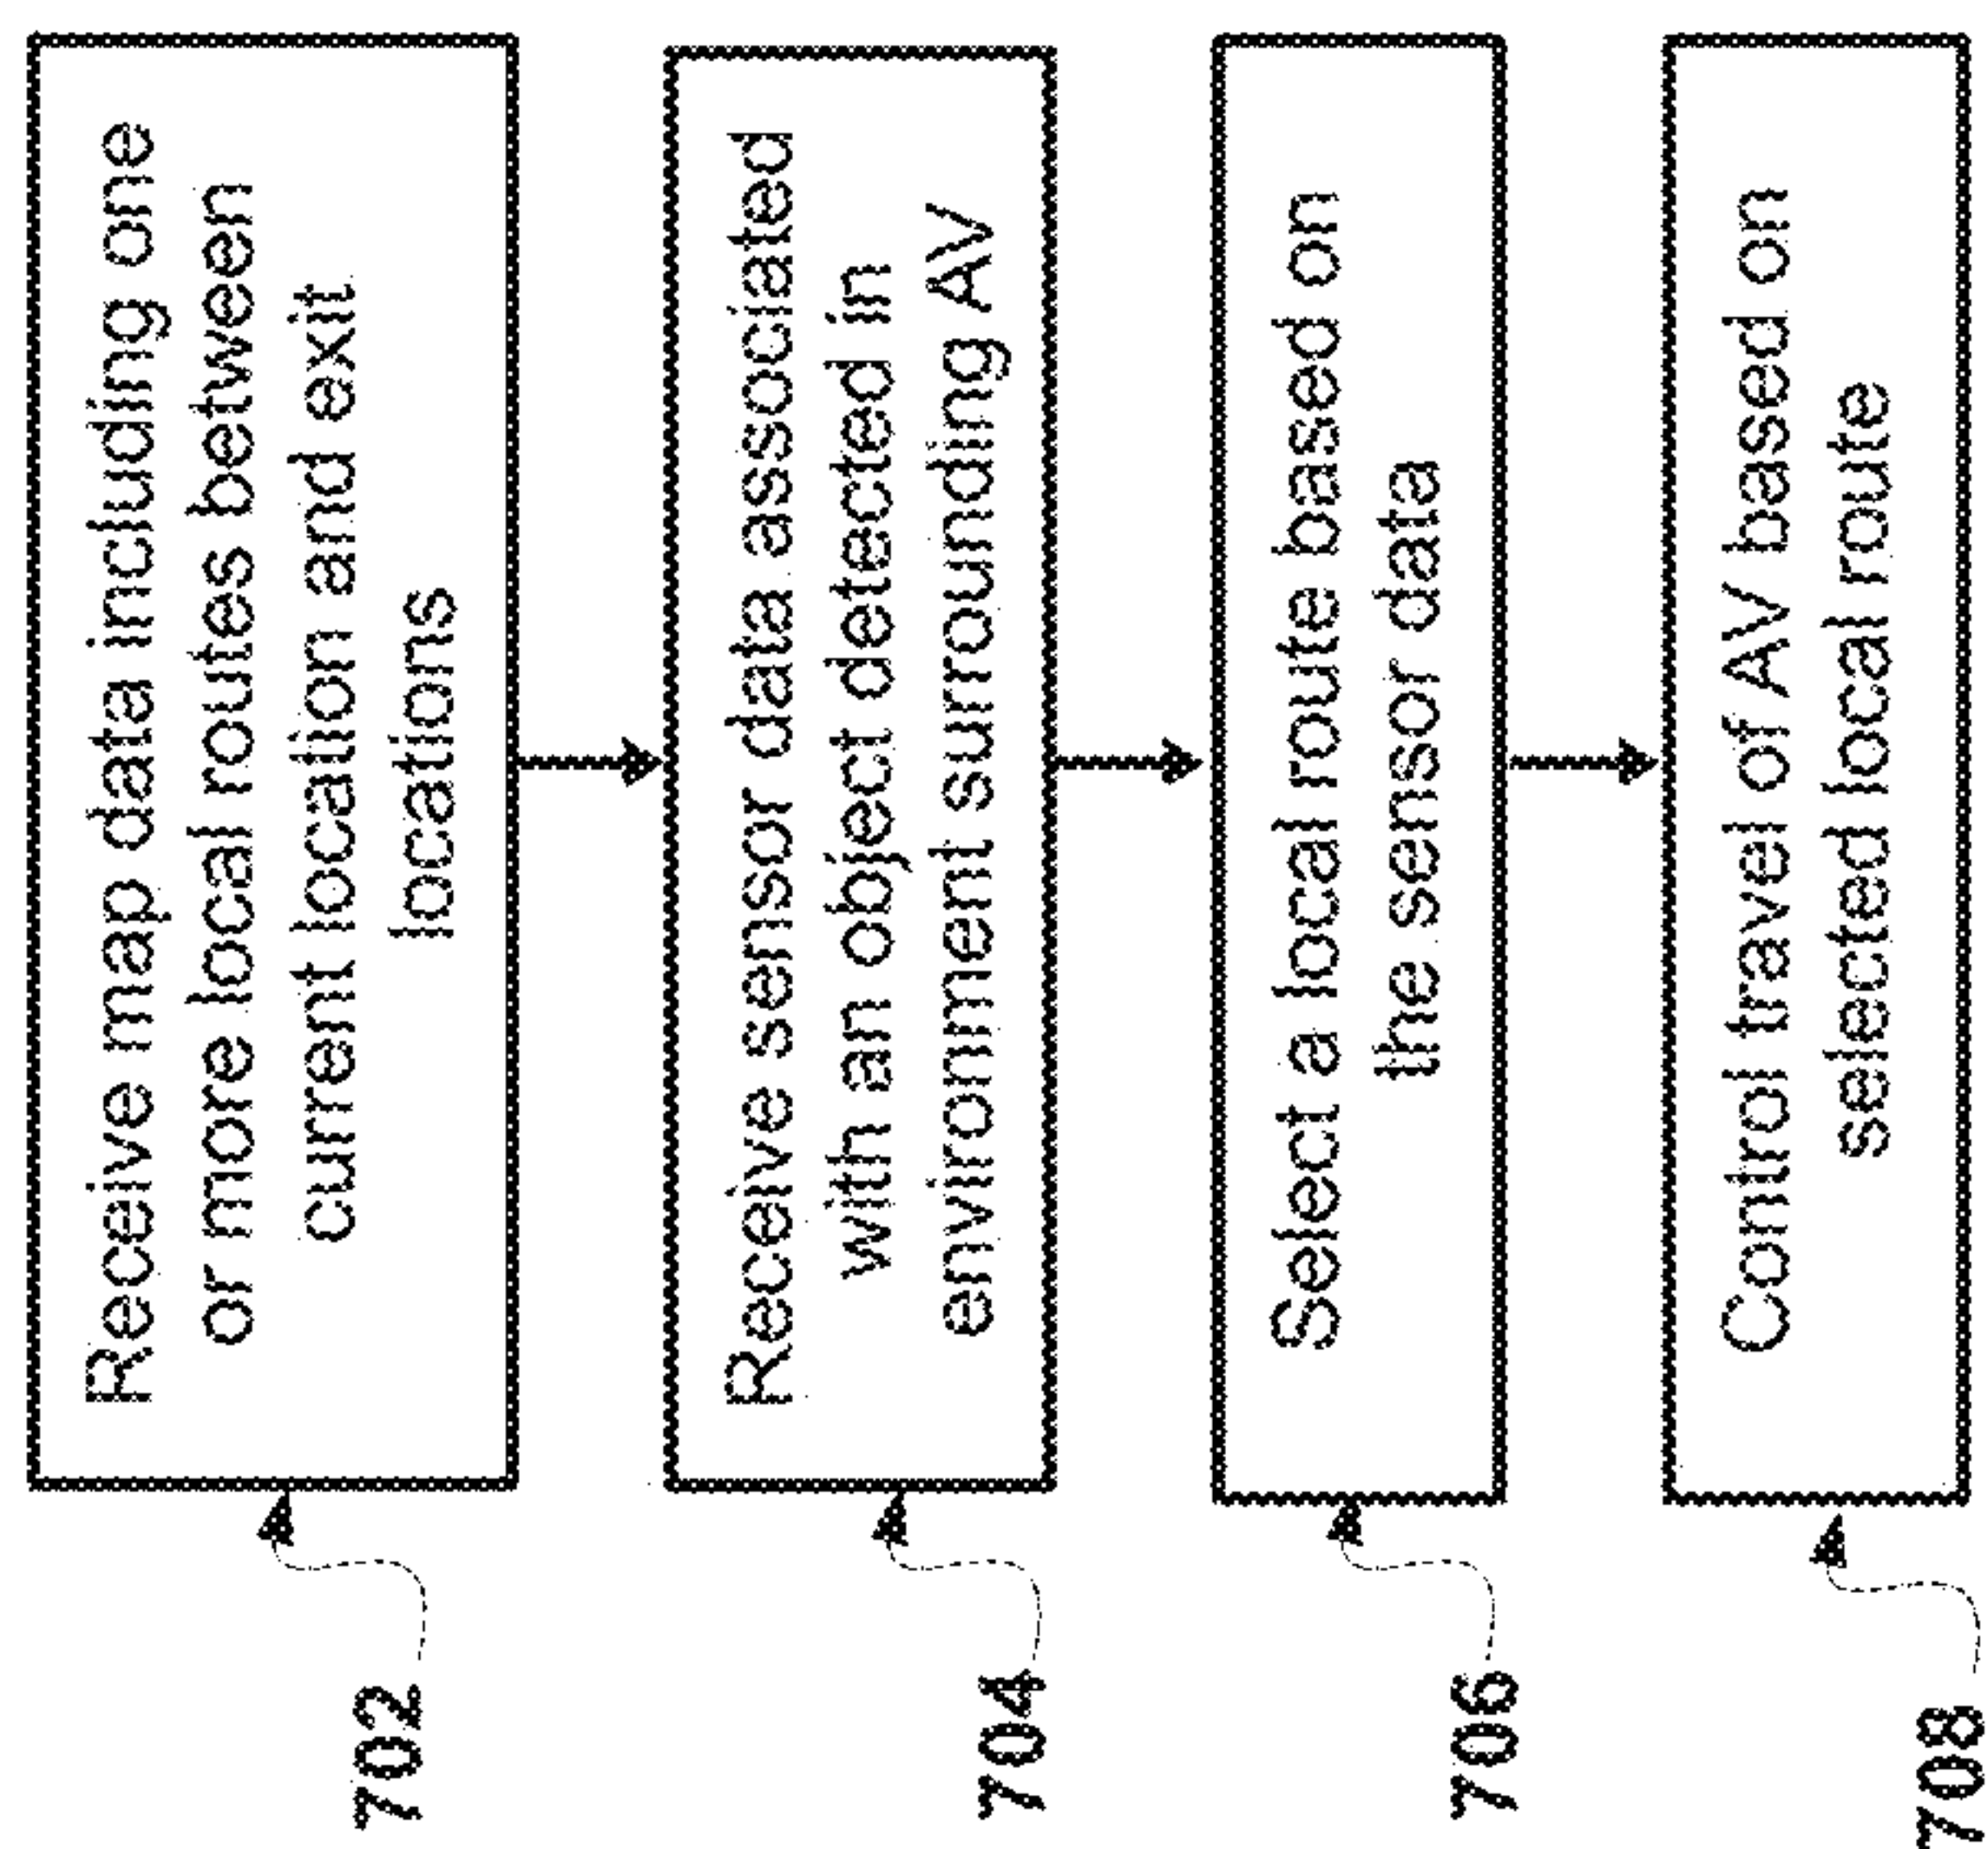 702
Receive map data including one
or more local routes between
current location and exit
locations
704
Receive sensor data associated
with an object detected in
environment surrounding AV
706
Select a local route based on
the sensor data
708
Control travel of AV based on
selected local route